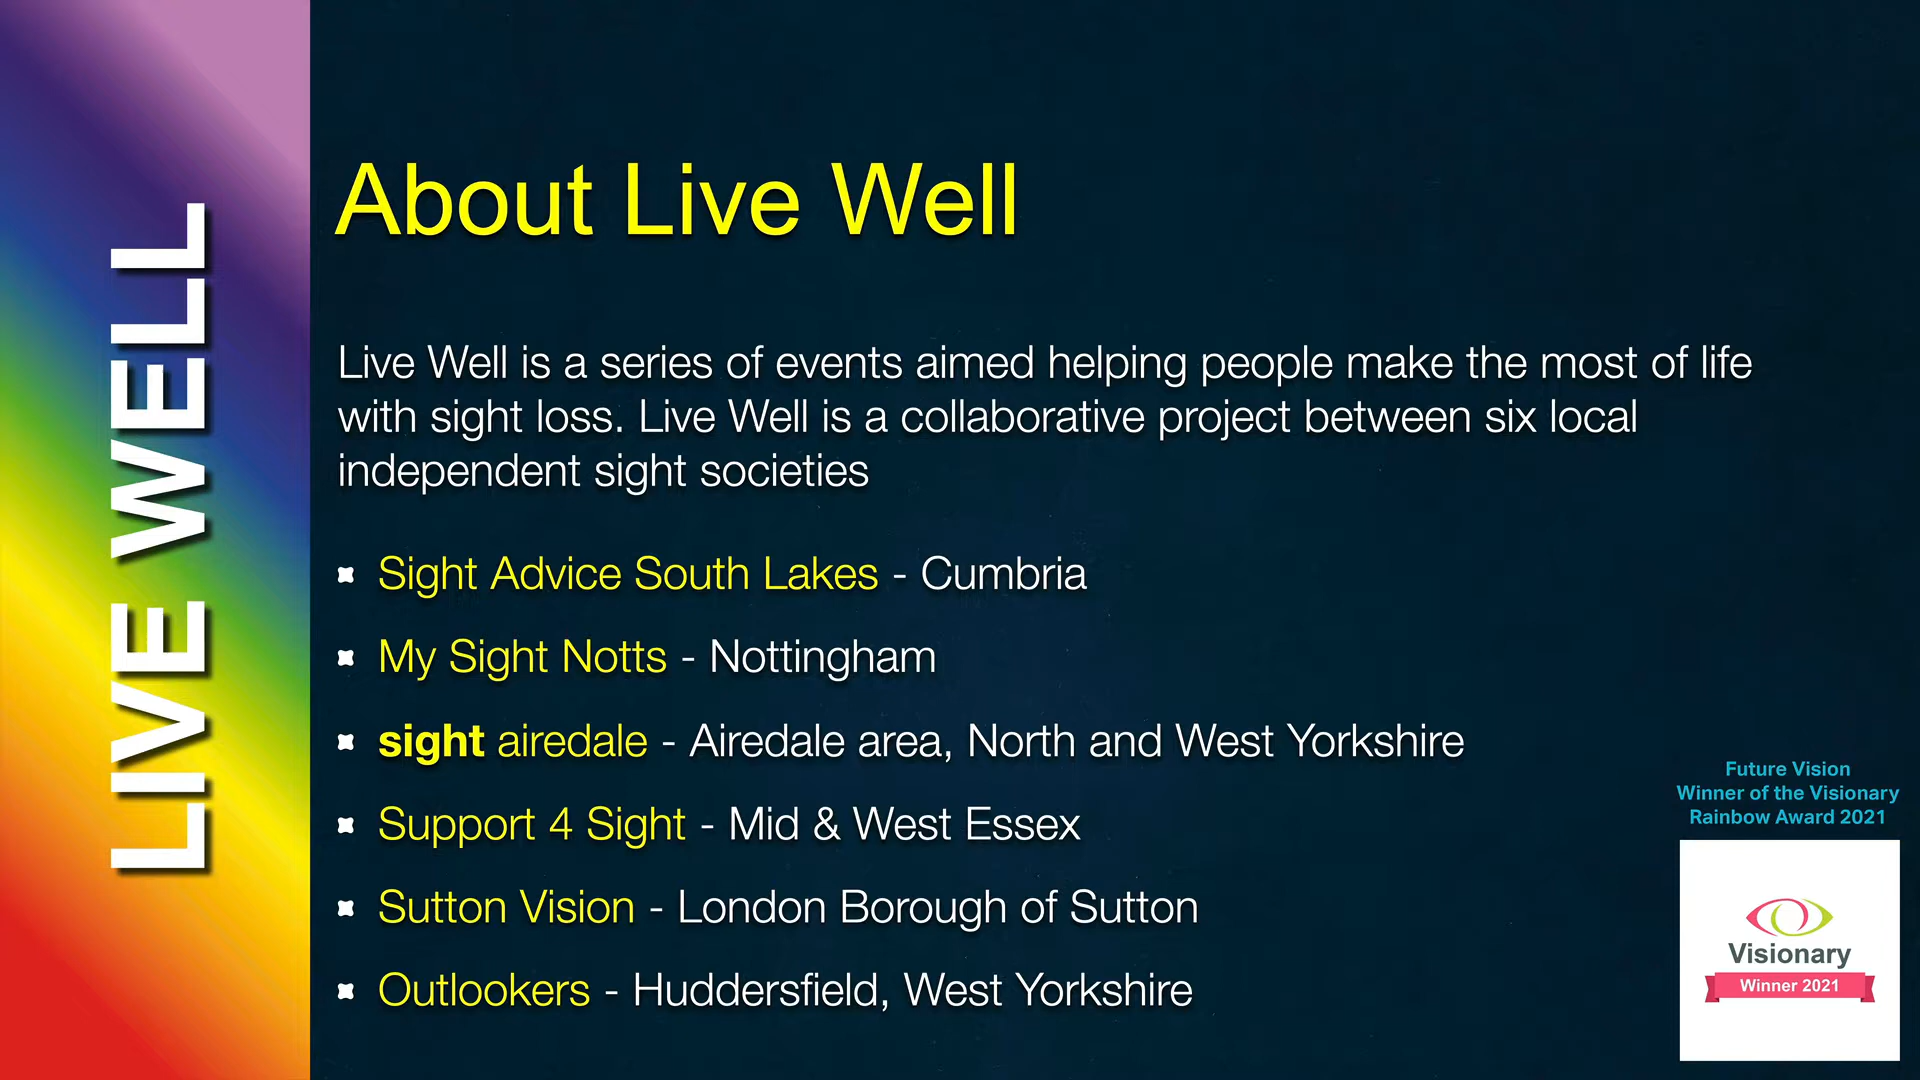 LIVE WELL
About Live Well
Live Well is a series of events aimed helping people make the most of life
with sight loss. Live Well is a collaborative project between six local
independent sight societies
Sight Advice South Lakes - Cumbria
My Sight Notts - Nottingham
sight airedale - Airedale area, North and West Yorkshire
Support 4 Sight - Mid & West Essex
Sutton Vision - London Borough of Sutton
Outlookers - Huddersfield, West Yorkshire
Future Vision
Winner of the Visionary
Rainbow Award 2021
Visionary
Winner 2021